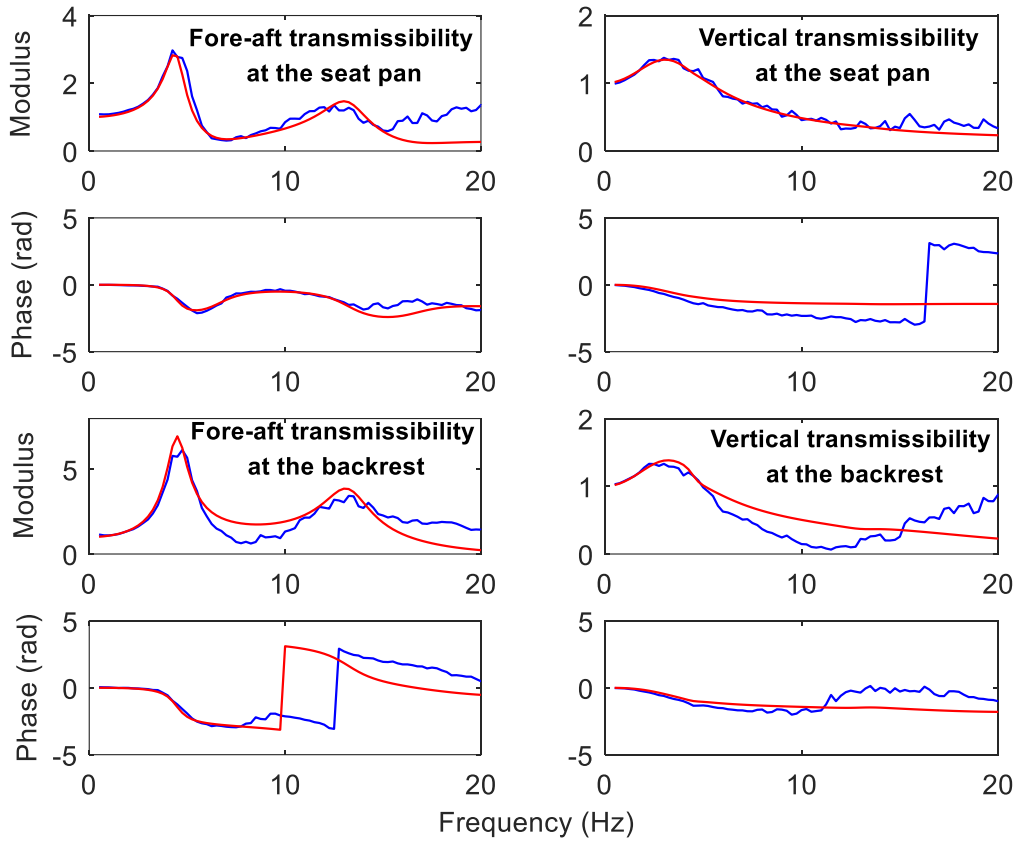 4
2
0
Modulus
Fore-aft transmissibility
at the seat pan
0 10 20
2
1
0
Vertical transmissibility
at the seat pan
0 10 20
5
0
-5
Phase (rad)
0 10 20
5
0
-5
0 10 20
5
0
Modulus
Fore-aft transmissibility
at the backrest
0 10 20
2
1
0
Vertical transmissibility
at the backrest
0 10 20
5
0
-5
Phase (rad)
0 10 20
5
0
-5
0 10 20
Frequency (Hz)